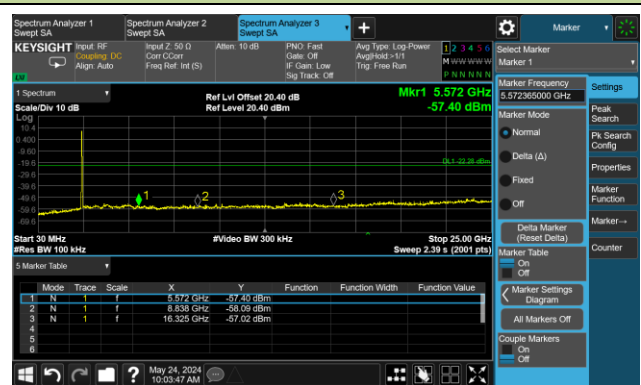 Spectrum Analyzer 1
Swept SA
Spectrum Analyzer 2
Swept SA
Spectrum Analyzer 3
Swept SA
Marker
KEYSIGHT
Input: RF
Coupling: DC
Align: Auto
Input Z: 50 Ω
Corr CCorr
Freq Ref: Int (S)
Atten: 10 dB
PNO: Fast
Gate: Off
IF Gain: Low
Sig Track: Off
Avg Type: Log-Power
Avg|Hold:>1/1
Trig: Free Run
1 2 3 4 5 6
M W W W W W
P N N N N N
LXI
Select Marker
Marker 1
1 Spectrum
Scale/Div 10 dB
Ref Lvl Offset 20.40 dB
Ref Level 20.40 dBm
Mkr1 5.572 GHz
-57.40 dBm
Log
10.4
0.400
-9.60
-19.6
-29.6
-39.6
-49.6
-59.6
-69.6
DL1 -22.28 dBm
1
2
3
Start 30 MHz
#Res BW 100 kHz
#Video BW 300 kHz
Stop 25.00 GHz
Sweep 2.39 s (2001 pts)
5 Marker Table
Mode Trace Scale X Y Function Function Width Function Value
1 N 1 f 5.572 GHz -57.40 dBm
2 N 1 f 8.838 GHz -58.09 dBm
3 N 1 f 16.325 GHz -57.02 dBm
4
5
6
Marker Frequency
5.572365000 GHz
Marker Mode
Normal
Delta (Δ)
Fixed
Off
Delta Marker
(Reset Delta)
Marker Table
On
Off
Marker Settings
Diagram
All Markers Off
Couple Markers
On
Off
Settings
Peak
Search
Pk Search
Config
Properties
Marker
Function
Marker→
Counter
May 24, 2024
10:03:47 AM